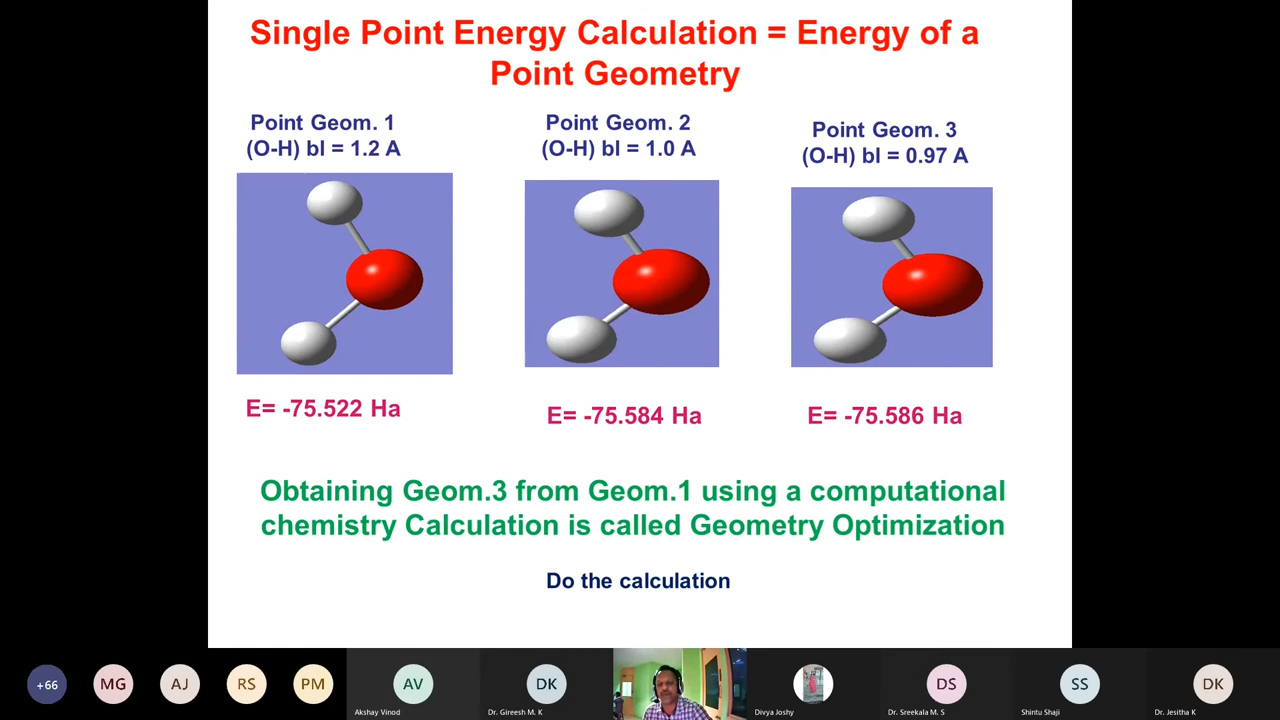 Single Point Energy Calculation = Energy of a
Point Geometry
Point Geom. 1
(O-H) bl = 1.2 A
Point Geom. 2
(O-H) bl = 1.0 A
Point Geom. 3
(O-H) bl = 0.97 A
E= -75.522 Ha
E= -75.584 Ha
E= -75.586 Ha
Obtaining Geom.3 from Geom.1 using a computational
chemistry Calculation is called Geometry Optimization
Do the calculation
+66
MG
AJ
RS
PM
AV
Akshay Vinod
DK
Dr. Gireesh M. K
Divya Joshy
DS
Dr. Sreekala M. S
SS
Shintu Shaji
DK
Dr. Jesitha K